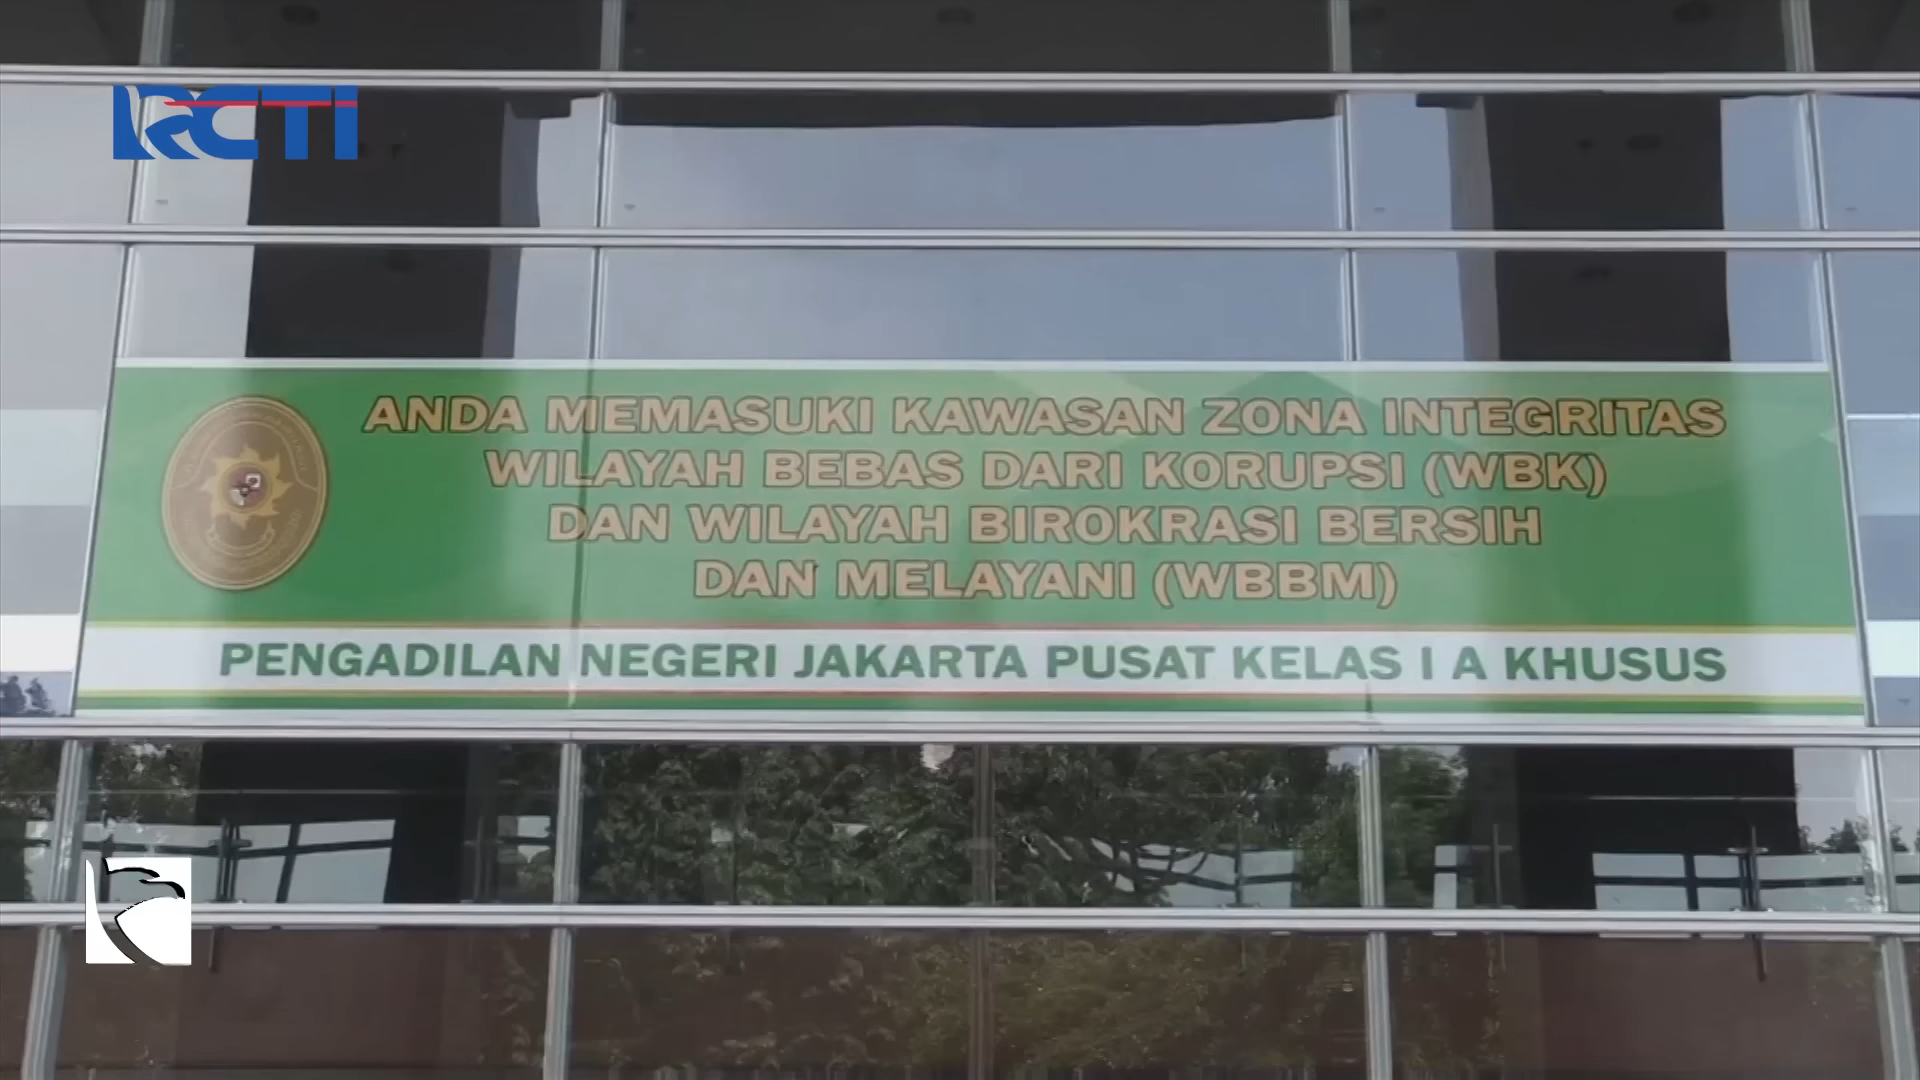 RCTI
ANDA MEMASUKI KAWASAN ZONA INTEGRITAS
WILAYAH BEBAS DARI KORUPSI (WBK)
DAN WILAYAH BIROKRASI BERSIH
DAN MELAYANI (WBBM)
PENGADILAN NEGERI JAKARTA PUSAT KELAS I A KHUSUS